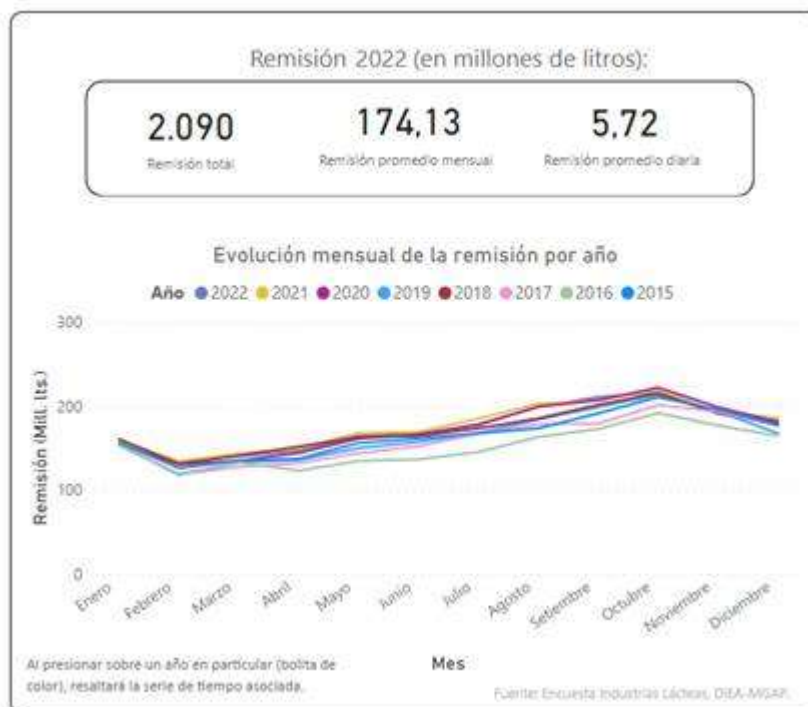 Remisión 2022 (en millones de litros):
2.090 174,13 5,72
Remisión total Remisión promedio mensual Remisión promedio diaria
Evolución mensual de la remisión por año
Año 2022 2021 2020 2019 2018 2017 2016 2015
Remisión (Mill. lts.)
300
200
100
0
Enero Febrero Marzo Abril Mayo Junio Julio Agosto Setiembre Octubre Noviembre Diciembre
Mes
Al presionar sobre un año en particular (bolita de
color), resaltará la serie de tiempo asociada.
Fuente: Encuesta Industrias Lácteas, DIEA-MGAP.